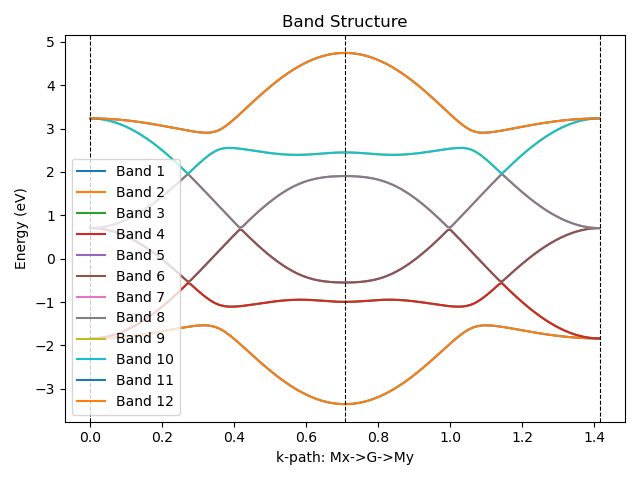 Band Structure
Energy (eV)
5
4
3
2
1
0
−1
−2
−3
Band 1
Band 2
Band 3
Band 4
Band 5
Band 6
Band 7
Band 8
Band 9
Band 10
Band 11
Band 12
0.0 0.2 0.4 0.6 0.8 1.0 1.2 1.4
k-path: Mx->G->My